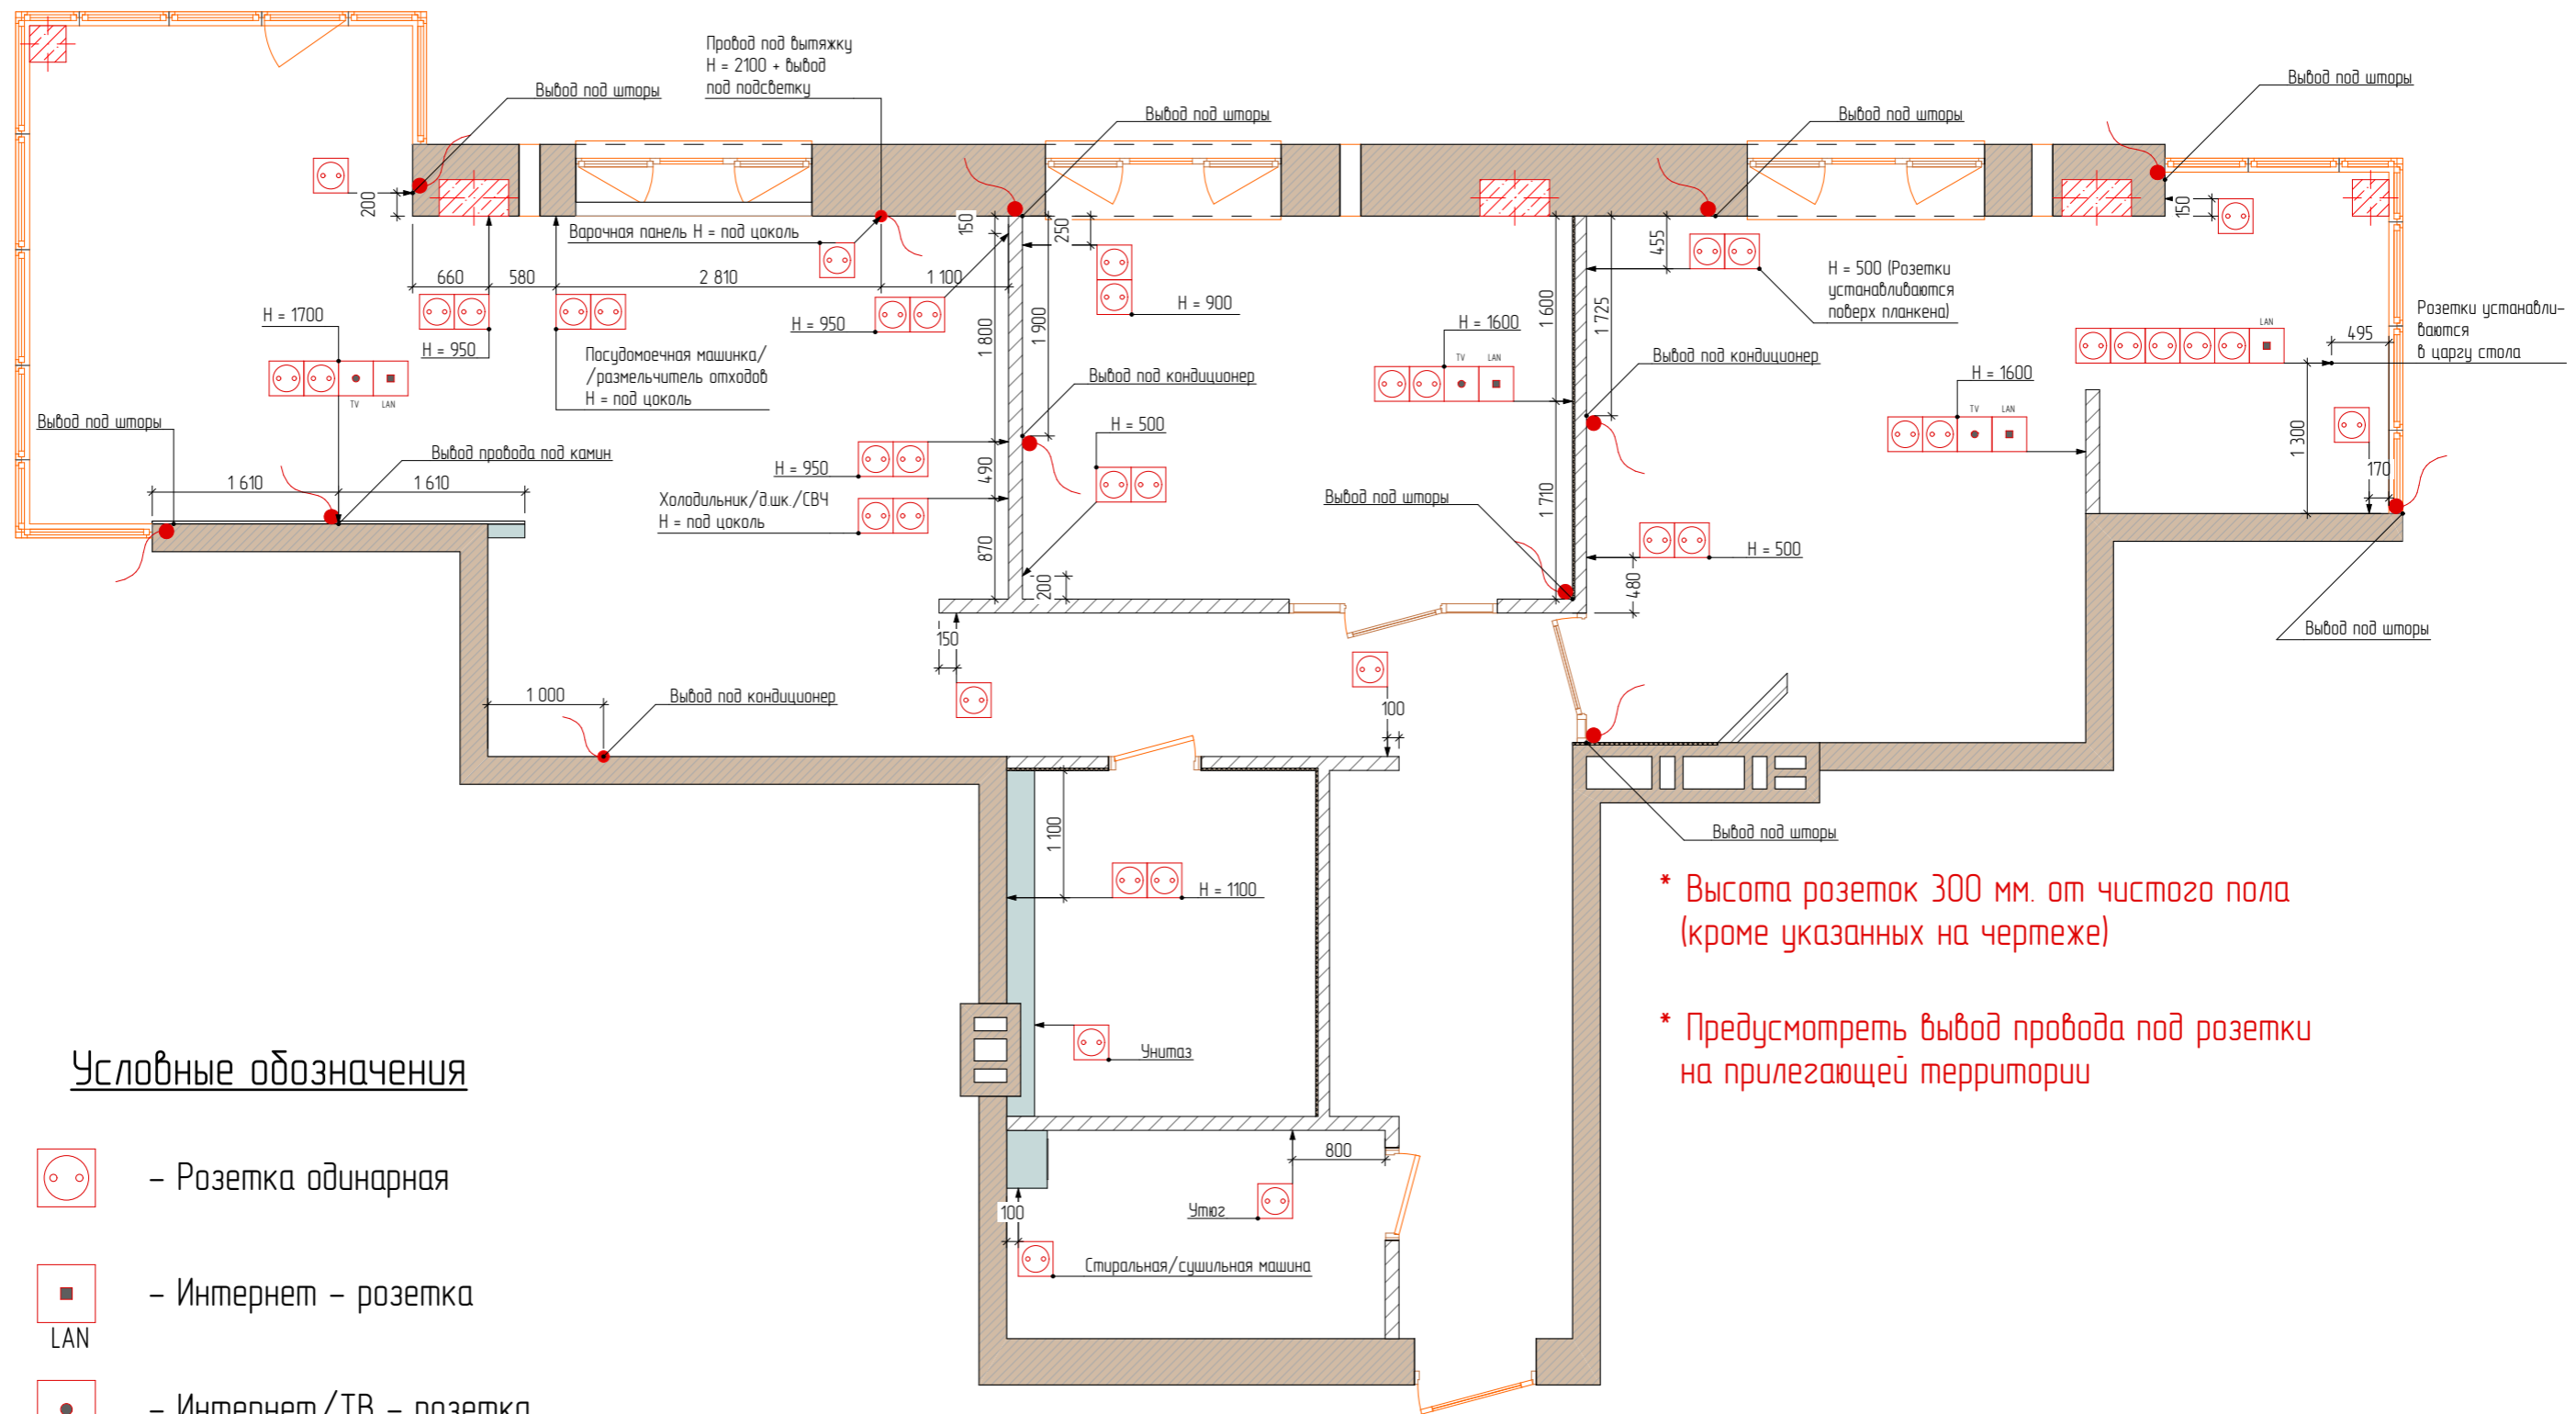 Провод под вытяжку
H = 2100 + вывод
под подсветку
Вывод под шторы
Вывод под шторы
Вывод под шторы
Вывод под шторы
200
150
250
455
150
Варочная панель H = под цоколь
660
580
2 810
1 100
H = 950
H = 950
H = 900
H = 1700
TV
LAN
Посудомоечная машинка/
/размельчитель отходов
H = под цоколь
1 800
1 900
1 600
1 725
H = 1600
TV
LAN
H = 500 (Розетки
устанавливаются
поверх планкена)
LAN
495
Розетки устанавли-
ваются
в царгу стола
Вывод под кондиционер
Вывод под кондиционер
H = 1600
TV
LAN
1 300
170
Вывод под шторы
Вывод провода под камин
1 610
1 610
H = 950
490
H = 500
Холодильник/д.шк./СВЧ
H = под цоколь
870
200
Вывод под шторы
1 710
H = 500
480
Вывод под шторы
150
1 000
Вывод под кондиционер
100
Вывод под шторы
1 100
H = 1100
Унитаз
800
Утюг
100
Стиральная/сушильная машина
* Высота розеток 300 мм. от чистого пола
(кроме указанных на чертеже)
* Предусмотреть вывод провода под розетки
на прилегающей территории
Условные обозначения
- Розетка одинарная
- Интернет - розетка
LAN
- Интернет/ТВ - розетка